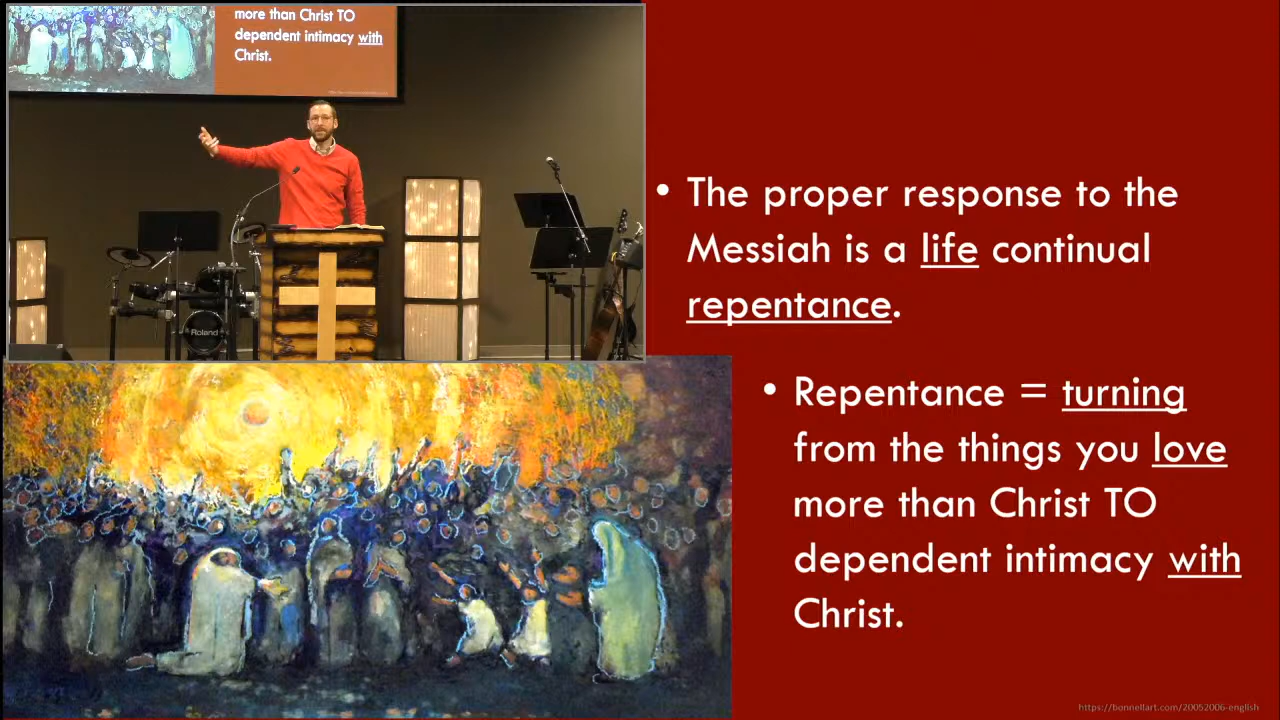 more than Christ TO
dependent intimacy with
Christ.
Roland
• The proper response to the
Messiah is a life continual
repentance.
• Repentance = turning
from the things you love
more than Christ TO
dependent intimacy with
Christ.
https://bonnellart.com/20052006-english